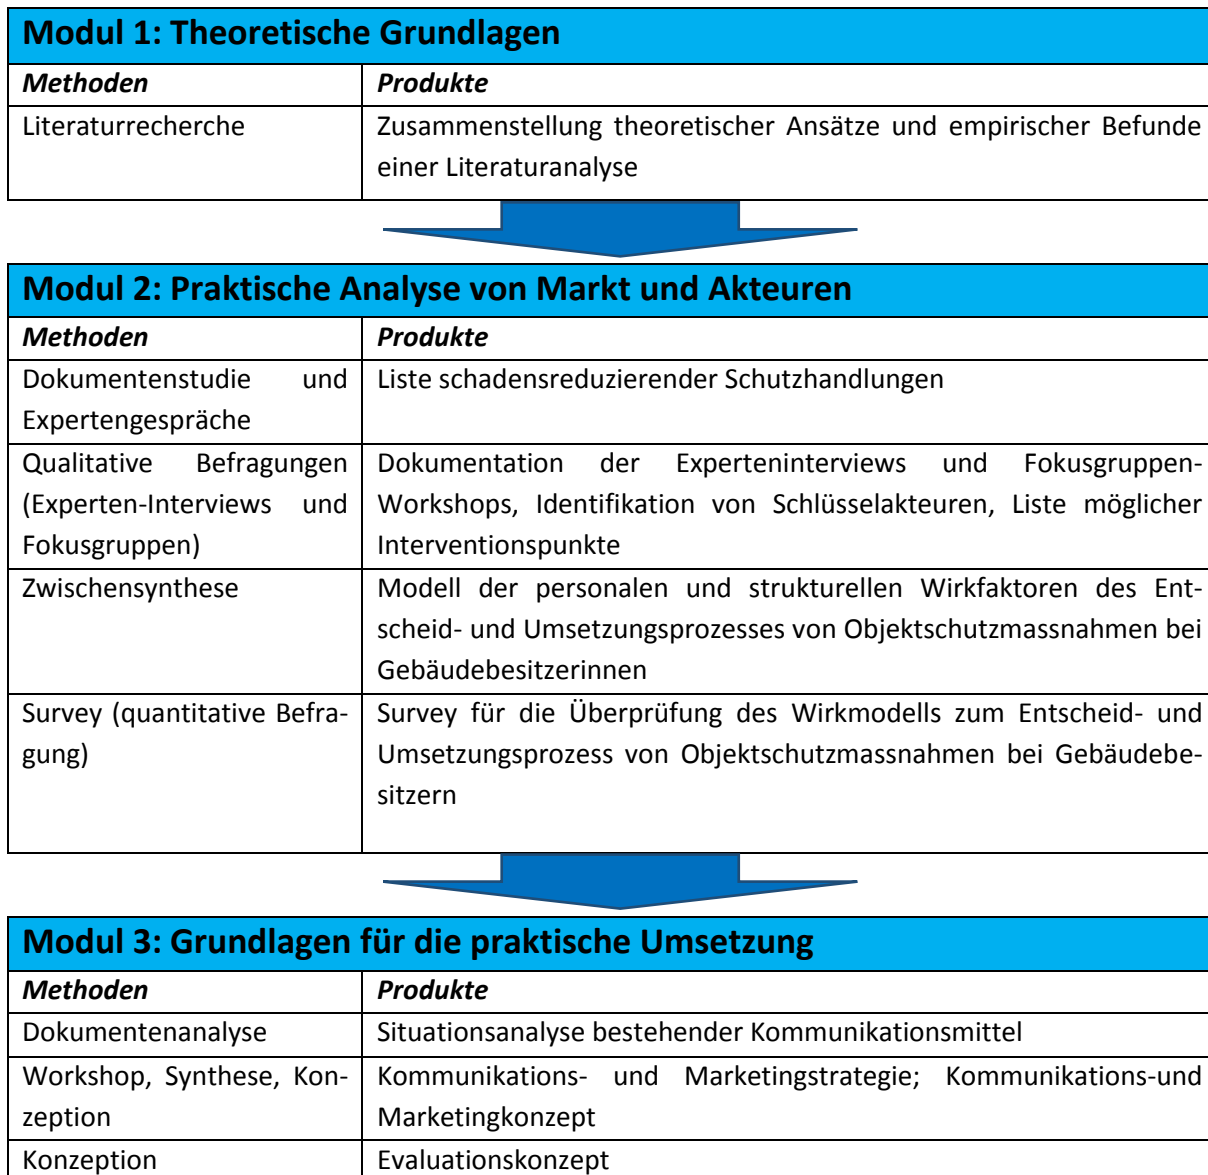 Modul 1: Theoretische Grundlagen
Methoden Produkte
Literaturrecherche Zusammenstellung theoretischer Ansätze und empirischer Befunde
einer Literaturanalyse
Modul 2: Praktische Analyse von Markt und Akteuren
Methoden Produkte
Dokumentenstudie und
Expertengespräche
Liste schadensreduzierender Schutzhandlungen
Qualitative Befragungen
(Experten-Interviews und
Fokusgruppen)
Dokumentation der Experteninterviews und Fokusgruppen-
Workshops, Identifikation von Schlüsselakteuren, Liste möglicher
Interventionspunkte
Zwischensynthese
Modell der personalen und strukturellen Wirkfaktoren des Ent-
scheid- und Umsetzungsprozesses von Objektschutzmassnahmen bei
Gebäudebesitzerinnen
Survey (quantitative Befra-
gung)
Survey für die Überprüfung des Wirkmodells zum Entscheid- und
Umsetzungsprozess von Objektschutzmassnahmen bei Gebäudebe-
sitzern
Modul 3: Grundlagen für die praktische Umsetzung
Methoden Produkte
Dokumentenanalyse Situationsanalyse bestehender Kommunikationsmittel
Workshop, Synthese, Kon-
zeption
Kommunikations- und Marketingstrategie; Kommunikations-und
Marketingkonzept
Konzeption Evaluationskonzept